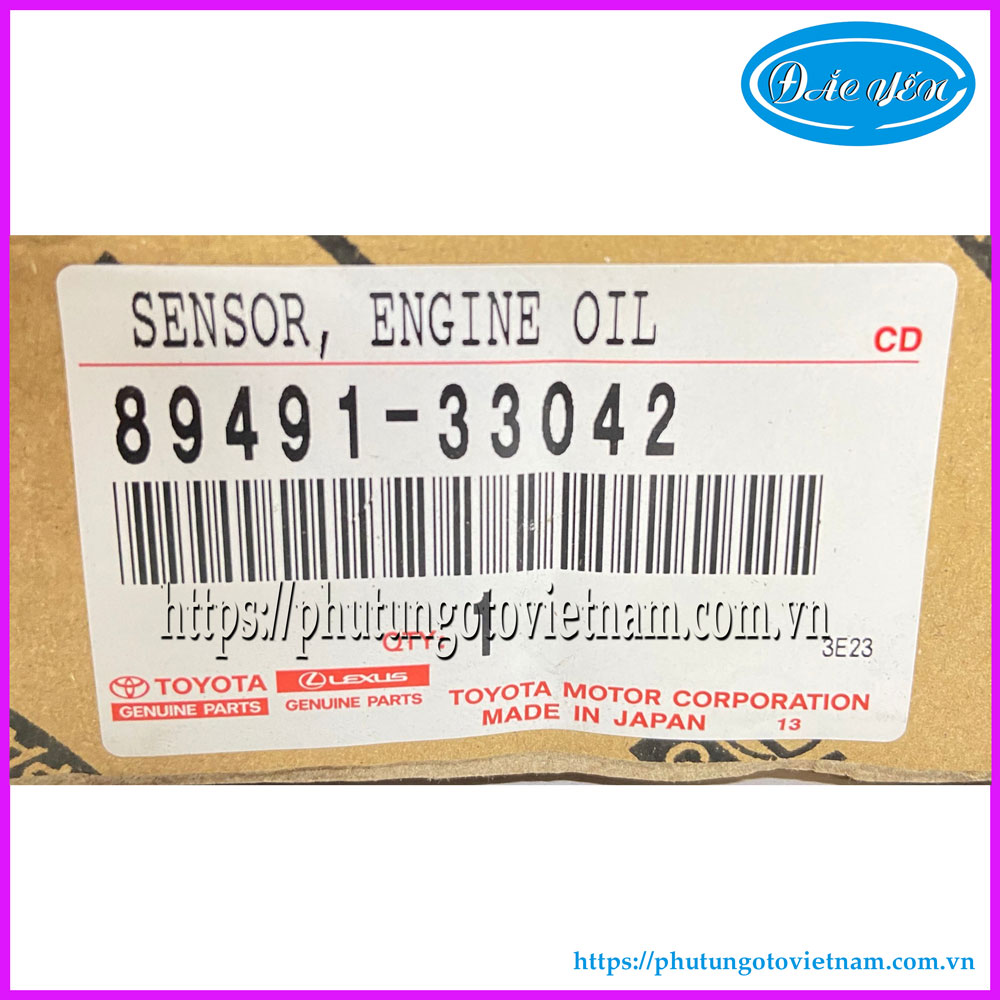 ĐẮC YẾN
SENSOR, ENGINE OIL
CD
89491-33042
https://phutungotovietnam.com.vn
QTY: 1
3E23
TOYOTA
GENUINE PARTS
LEXUS
GENUINE PARTS
TOYOTA MOTOR CORPORATION
MADE IN JAPAN 13
https://phutungotovietnam.com.vn